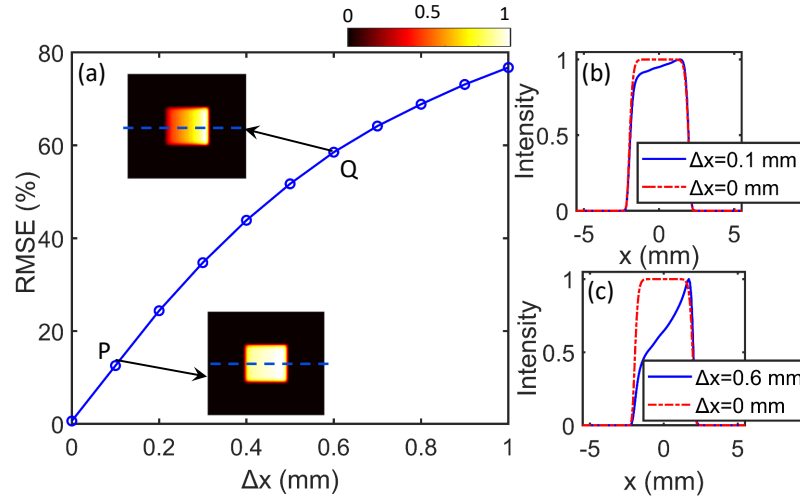 0 0.5 1
(a)
RMSE (%)
80
60
40
20
0
Q
P
0 0.2 0.4 0.6 0.8 1
Δx (mm)
(b)
Intensity
1
0.5
0
Δx=0.1 mm
Δx=0 mm
-5 0 5
x (mm)
(c)
Intensity
1
0.5
0
Δx=0.6 mm
Δx=0 mm
-5 0 5
x (mm)